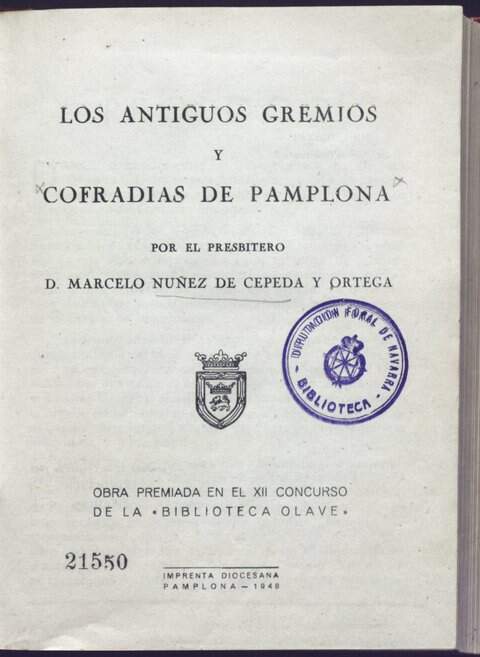 LOS ANTIGUOS GREMIOS
Y
COFRADIAS DE PAMPLONA
POR EL PRESBITERO
D. MARCELO NUÑEZ DE CEPEDA Y ORTEGA
DIPUTACION FORAL DE NAVARRA
- BIBLIOTECA -
OBRA PREMIADA EN EL XII CONCURSO
DE LA «BIBLIOTECA OLAVE»
21550
IMPRENTA DIOCESANA
PAMPLONA — 1948